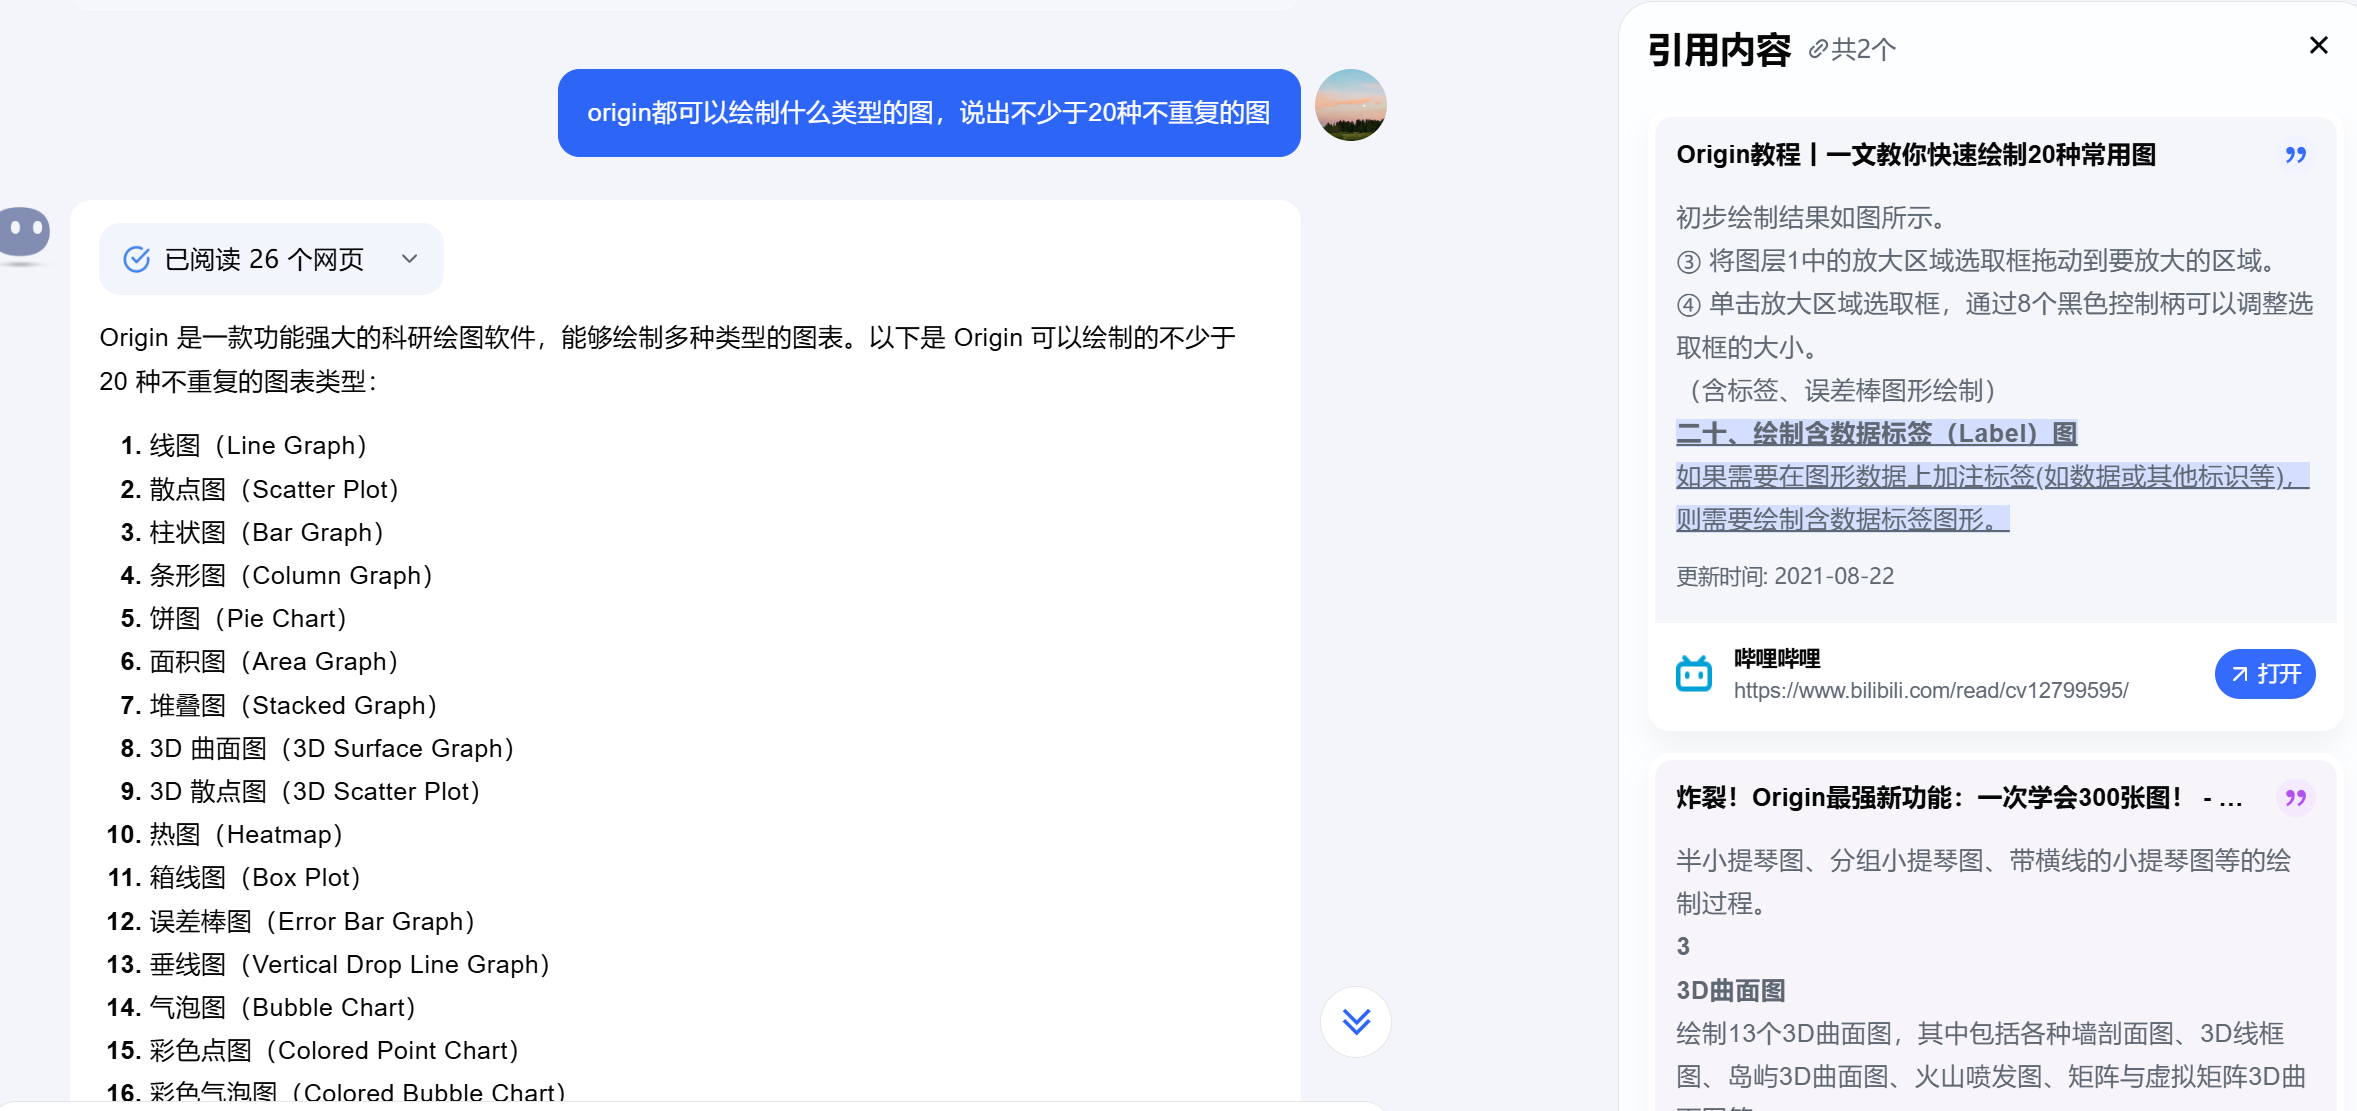 origin都可以绘制什么类型的图，说出不少于20种不重复的图
已阅读 26 个网页
Origin 是一款功能强大的科研绘图软件，能够绘制多种类型的图表。以下是 Origin 可以绘制的不少于
20 种不重复的图表类型：
1. 线图（Line Graph）
2. 散点图（Scatter Plot）
3. 柱状图（Bar Graph）
4. 条形图（Column Graph）
5. 饼图（Pie Chart）
6. 面积图（Area Graph）
7. 堆叠图（Stacked Graph）
8. 3D 曲面图（3D Surface Graph）
9. 3D 散点图（3D Scatter Plot）
10. 热图（Heatmap）
11. 箱线图（Box Plot）
12. 误差棒图（Error Bar Graph）
13. 垂线图（Vertical Drop Line Graph）
14. 气泡图（Bubble Chart）
15. 彩色点图（Colored Point Chart）
16. 彩色气泡图（Colored Bubble Chart）
引用内容 共2个
Origin教程丨一文教你快速绘制20种常用图
初步绘制结果如图所示。
③ 将图层1中的放大区域选取框拖动到要放大的区域。
④ 单击放大区域选取框，通过8个黑色控制柄可以调整选
取框的大小。
（含标签、误差棒图形绘制）
二十、绘制含数据标签（Label）图
如果需要在图形数据上加注标签(如数据或其他标识等)，
则需要绘制含数据标签图形。
更新时间: 2021-08-22
哔哩哔哩
https://www.bilibili.com/read/cv12799595/
打开
炸裂！Origin最强新功能：一次学会300张图！ - ...
半小提琴图、分组小提琴图、带横线的小提琴图等的绘
制过程。
3
3D曲面图
绘制13个3D曲面图，其中包括各种墙剖面图、3D线框
图、岛屿3D曲面图、火山喷发图、矩阵与虚拟矩阵3D曲